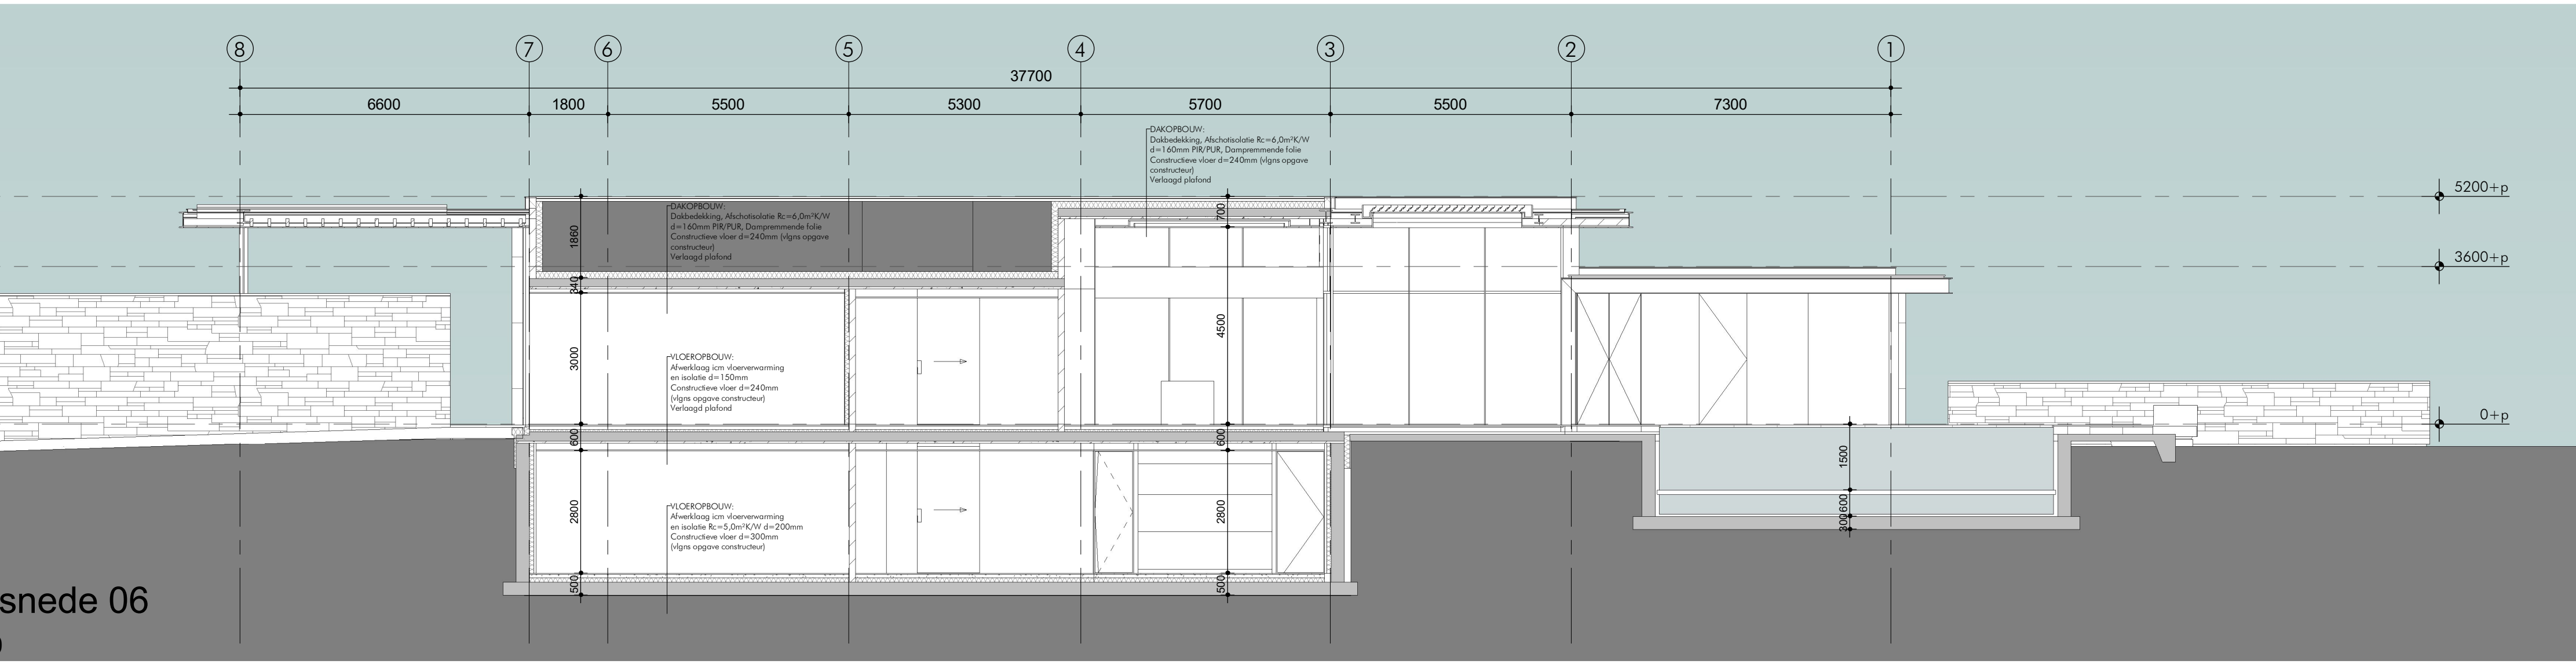 8
7
6
5
4
3
2
1
37700
6600
1800
5500
5300
5700
5500
7300
DAKOPBOUW:
Dakbedekking, Afschotisolatie Rc=6,0m²K/W
d=160mm PIR/PUR, Dampremmende folie
Constructieve vloer d=240mm (vlgns opgave
constructeur)
Verlaagd plafond
5200+p
DAKOPBOUW:
Dakbedekking, Afschotisolatie Rc=6,0m²K/W
d=160mm PIR/PUR, Dampremmende folie
Constructieve vloer d=240mm (vlgns opgave
constructeur)
Verlaagd plafond
1860
700
3600+p
340
4500
3000
VLOEROPBOUW:
Afwerklaag icm vloerverwarming
en isolatie d=150mm
Constructieve vloer d=240mm
(vlgns opgave constructeur)
Verlaagd plafond
0+p
600
600
1500
2800
VLOEROPBOUW:
Afwerklaag icm vloerverwarming
en isolatie Rc=5,0m²K/W d=200mm
Constructieve vloer d=300mm
(vlgns opgave constructeur)
2800
600
300
500
500
snede 06